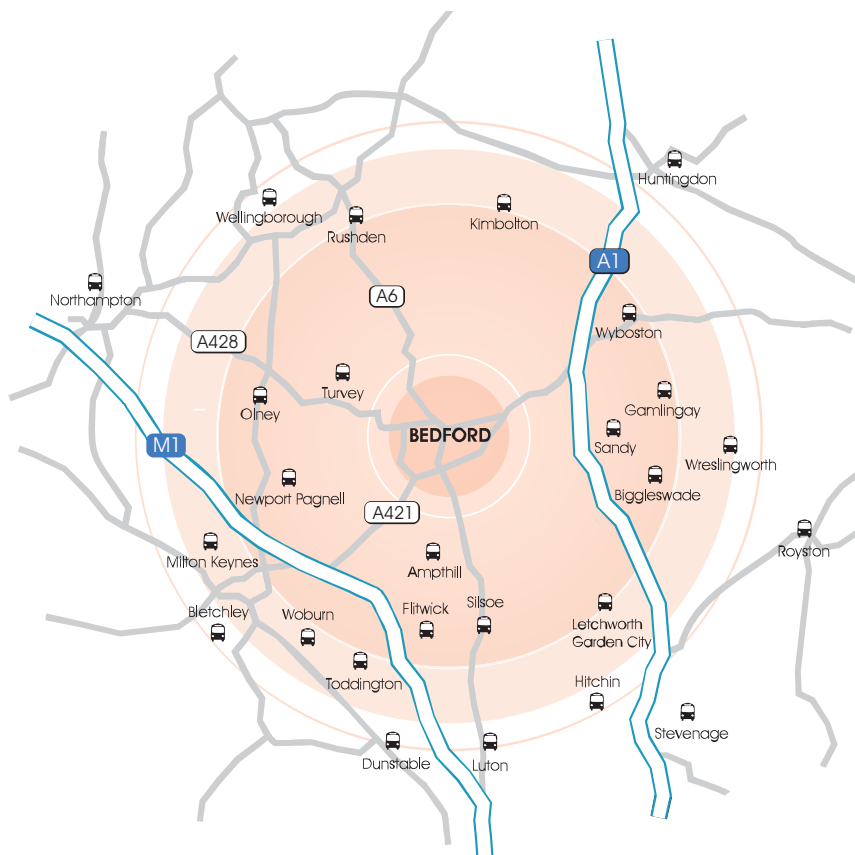 Huntingdon
Wellingborough
Rushden
Kimbolton
A1
Northampton
A6
Wyboston
A428
Turvey
Olney
Gamlingay
BEDFORD
M1
Sandy
Wreslingworth
Newport Pagnell
Biggleswade
A421
Royston
Milton Keynes
Ampthill
Bletchley
Woburn
Flitwick
Silsoe
Letchworth
Garden City
Toddington
Hitchin
Stevenage
Dunstable
Luton